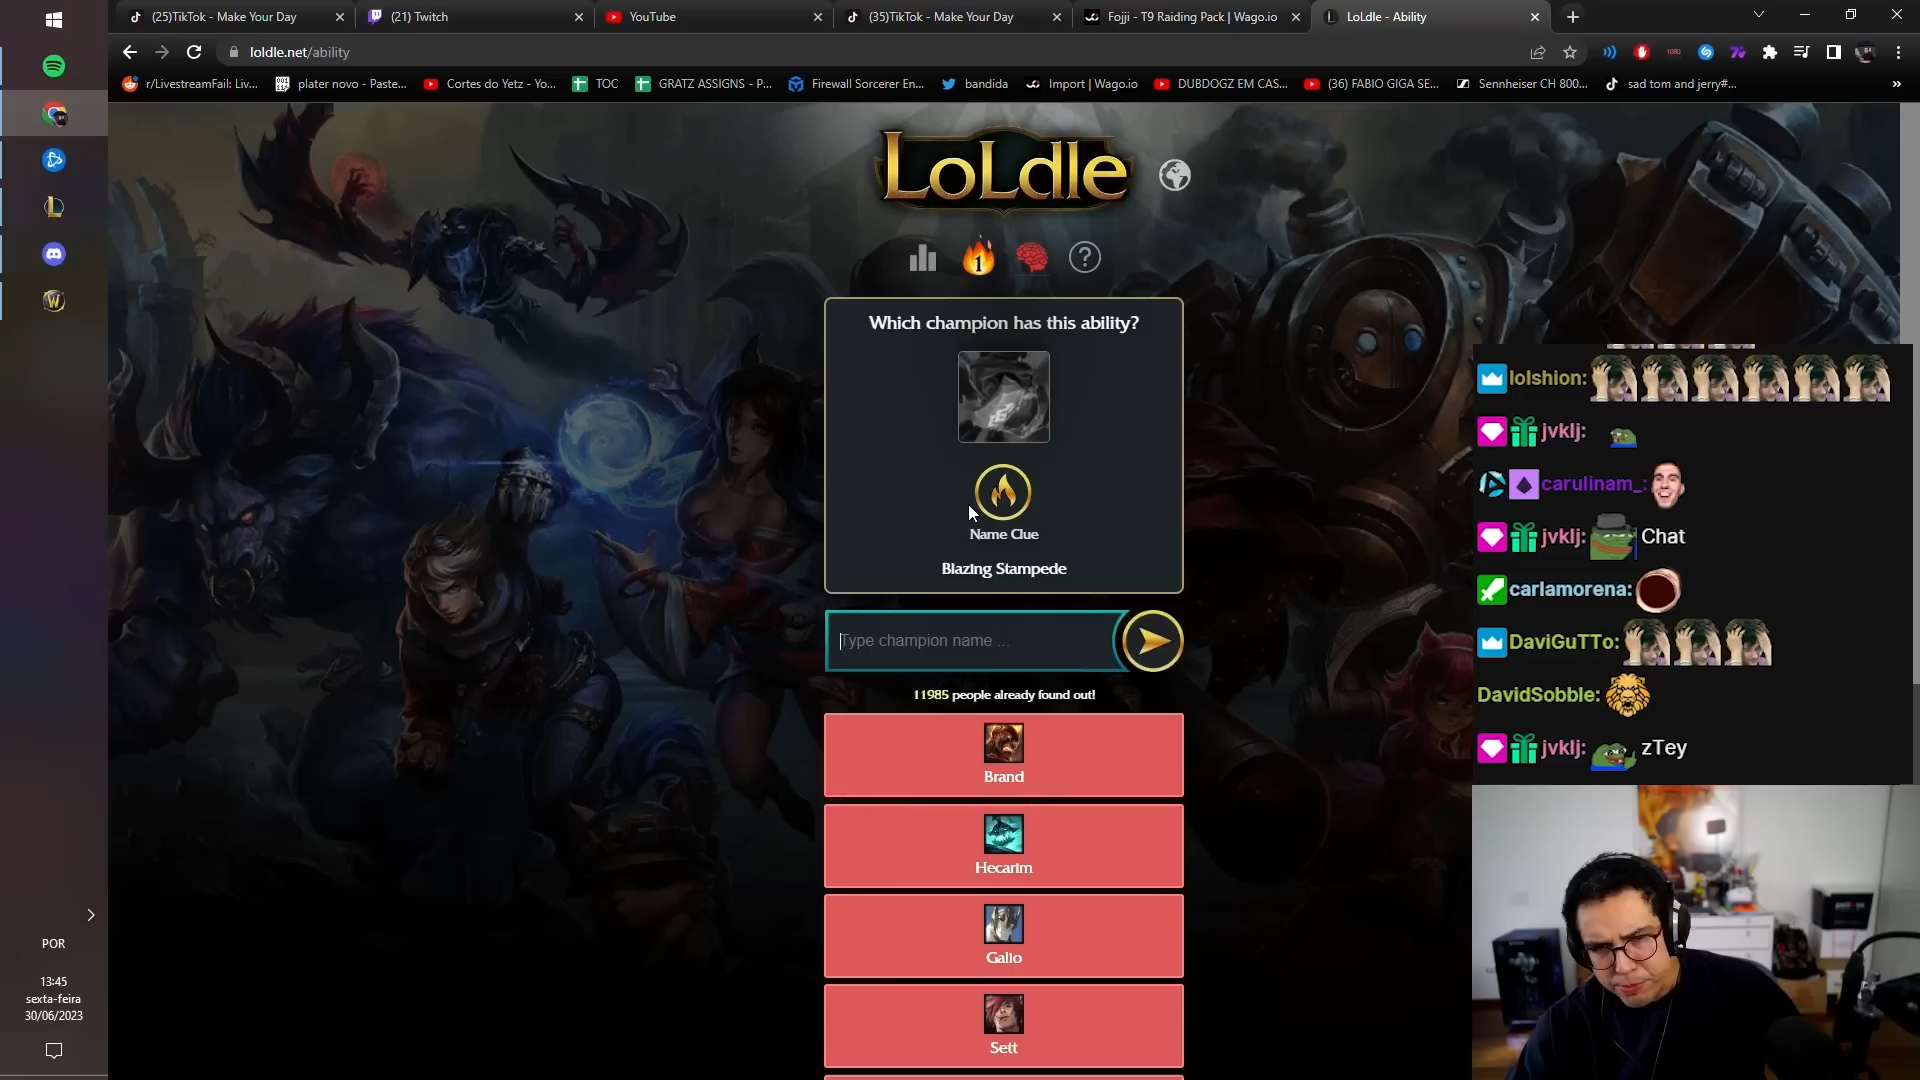 (25)TikTok - Make Your Day
(21) Twitch
YouTube
(35)TikTok - Make Your Day
Fojji - T9 Raiding Pack | Wago.io
LoLdle - Ability
loldle.net/ability
r/LivestreamFail: Liv...
plater novo - Paste...
Cortes do Yetz - Yo...
TOC
GRATZ ASSIGNS - P...
Firewall Sorcerer En...
bandida
Import | Wago.io
DUBDOGZ EM CAS...
(36) FABIO GIGA SE...
Sennheiser CH 800...
sad tom and jerry#...
LoLdle
1
Which champion has this ability?
Name Clue
Blazing Stampede
Type champion name ...
11985 people already found out!
Brand
Hecarim
Galio
Sett
lolshion:
jvklj:
carulinam_:
jvklj: Chat
carlamorena:
DaviGuTTo:
DavidSobble:
jvklj: zTey
POR
13:45
sexta-feira
30/06/2023